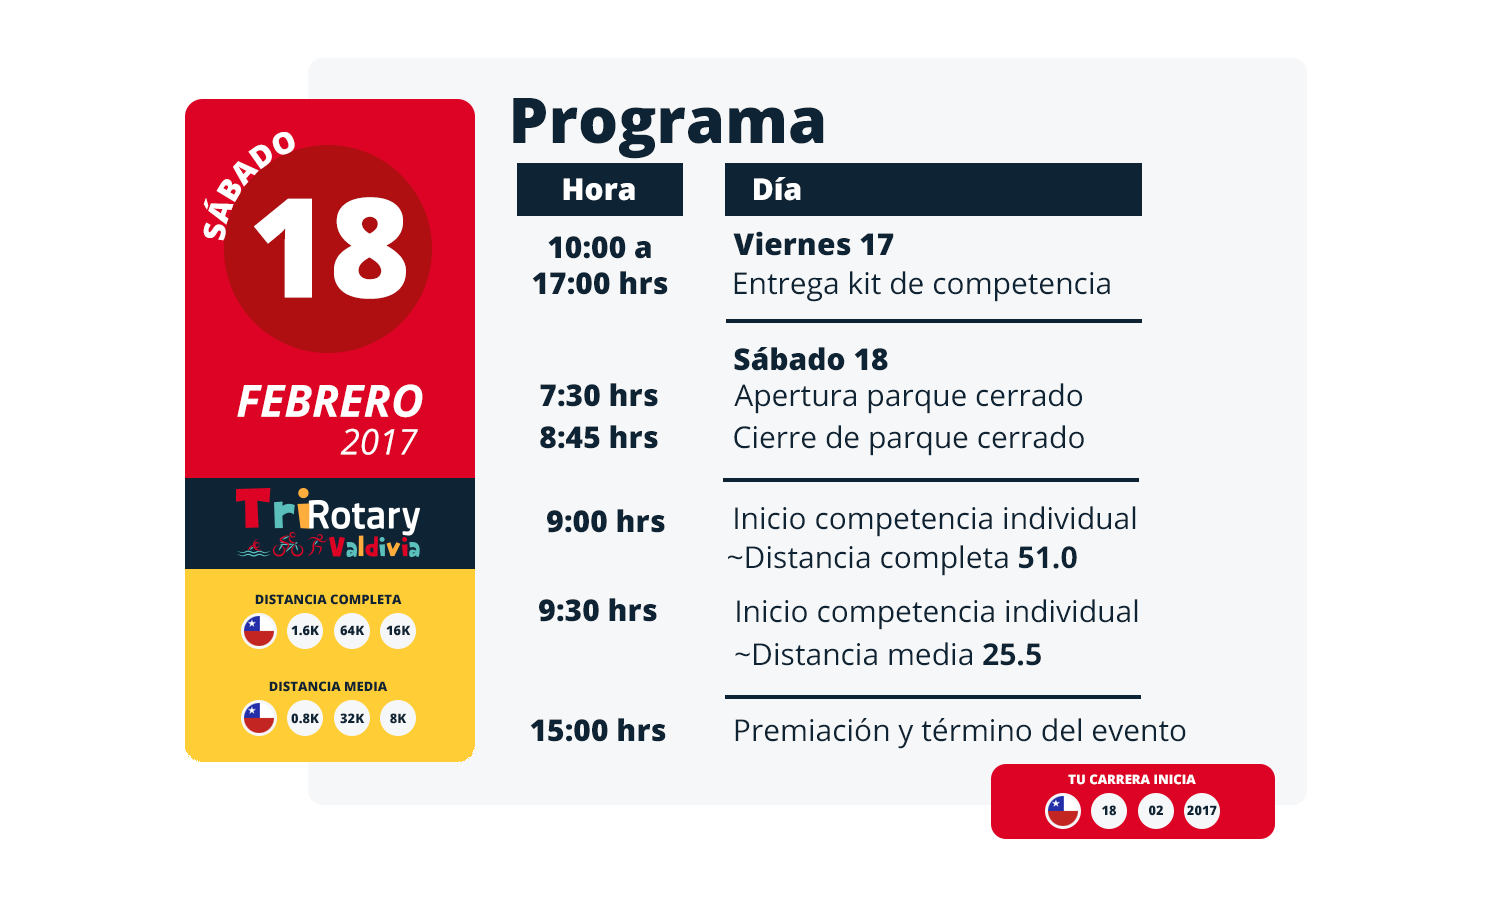 SÁBADO
18
FEBRERO
2017
TriRotary
Valdivia
DISTANCIA COMPLETA
1.6K 64K 16K
DISTANCIA MEDIA
0.8K 32K 8K
Programa
Hora Día
10:00 a Viernes 17
17:00 hrs Entrega kit de competencia
Sábado 18
7:30 hrs Apertura parque cerrado
8:45 hrs Cierre de parque cerrado
9:00 hrs Inicio competencia individual
~Distancia completa 51.0
9:30 hrs Inicio competencia individual
~Distancia media 25.5
15:00 hrs Premiación y término del evento
TU CARRERA INICIA
18 02 2017